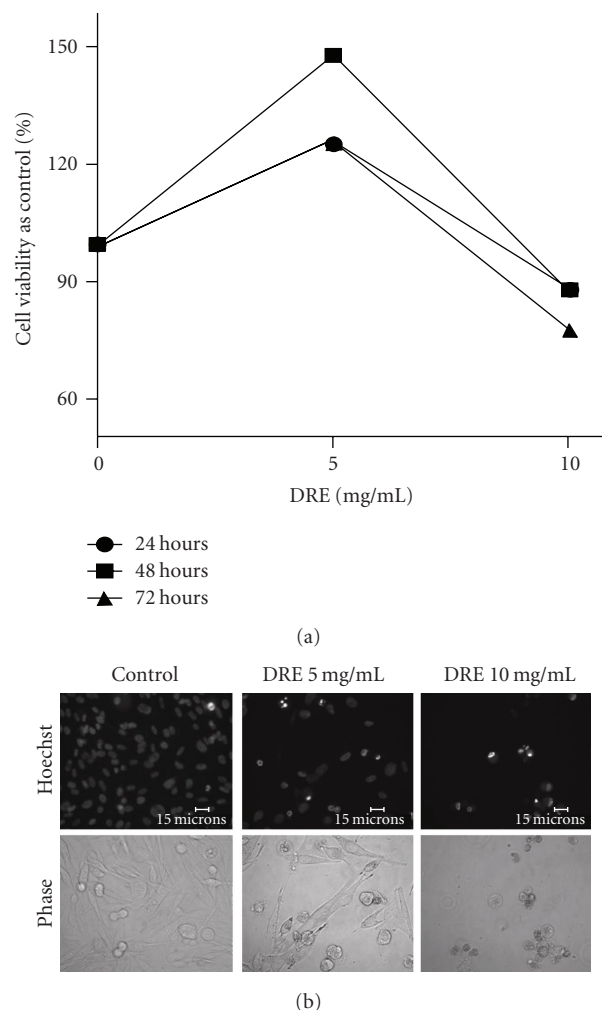 150
120
90
60
Cell viability as control (%)
0 5 10
DRE (mg/mL)
24 hours
48 hours
72 hours
(a)
Control DRE 5 mg/mL DRE 10 mg/mL
Hoechst
15 microns 15 microns 15 microns
Phase
(b)